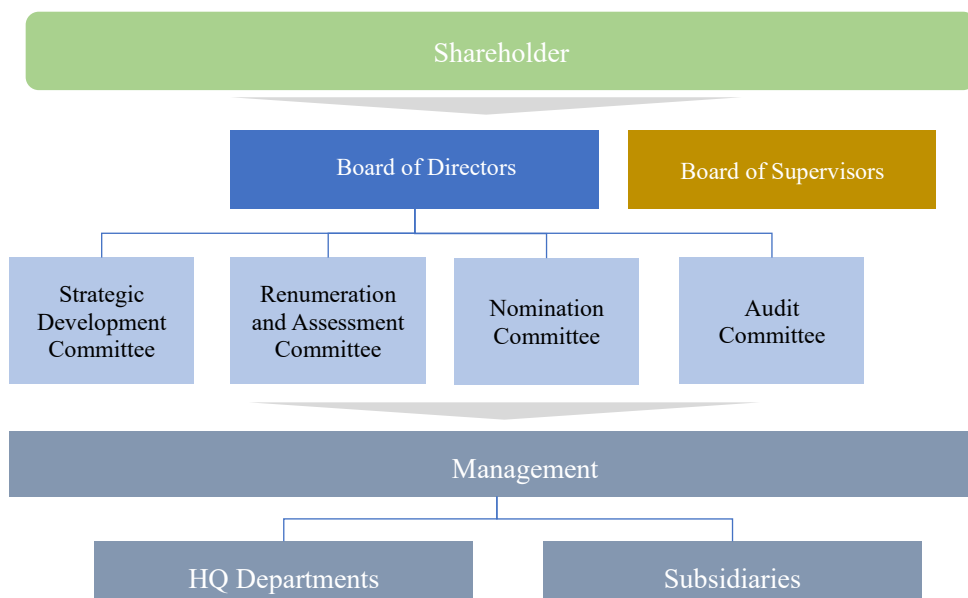 Shareholder
Board of Directors
Board of Supervisors
Strategic
Development
Committee
Renumeration
and Assessment
Committee
Nomination
Committee
Audit
Committee
Management
HQ Departments
Subsidiaries